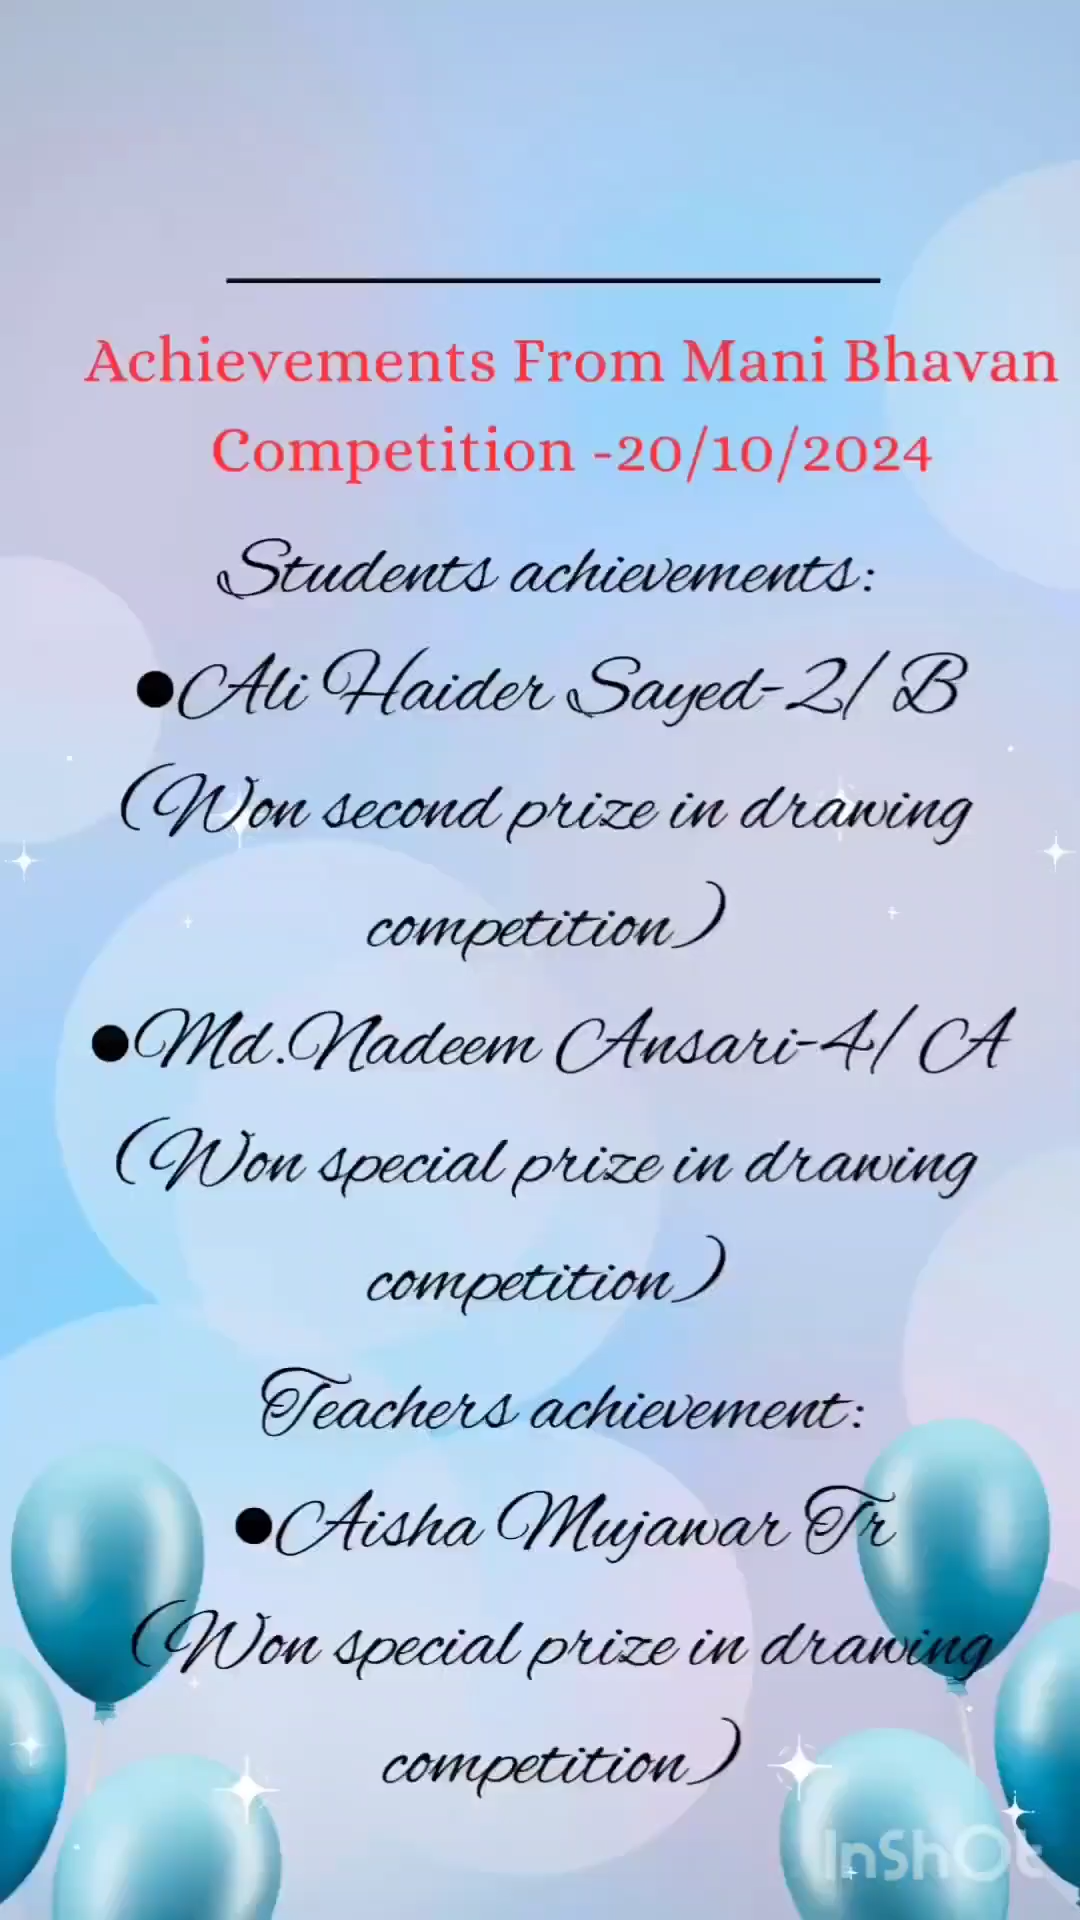 Achievements From Mani Bhavan
Competition -20/10/2024
Students achievements:
●Ali Haider Sayed-2/ B
(Won second prize in drawing
competition)
●Md.Nadeem Ansari-4/ A
(Won special prize in drawing
competition)
Teachers achievement:
●Aisha Mujawar Tr
(Won special prize in drawing
competition)
InShOt